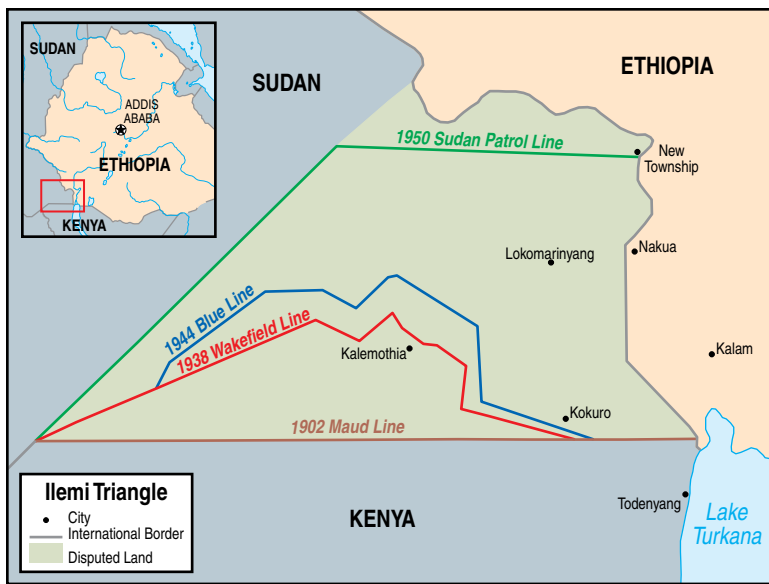 SUDAN
ADDIS
ABABA
ETHIOPIA
KENYA
SUDAN
ETHIOPIA
1950 Sudan Patrol Line
New
Township
Lokomarinyang
Nakua
1944 Blue Line
1938 Wakefield Line
Kalemothia
Kalam
Kokuro
1902 Maud Line
Ilemi Triangle
City
International Border
Disputed Land
KENYA
Todenyang
Lake
Turkana